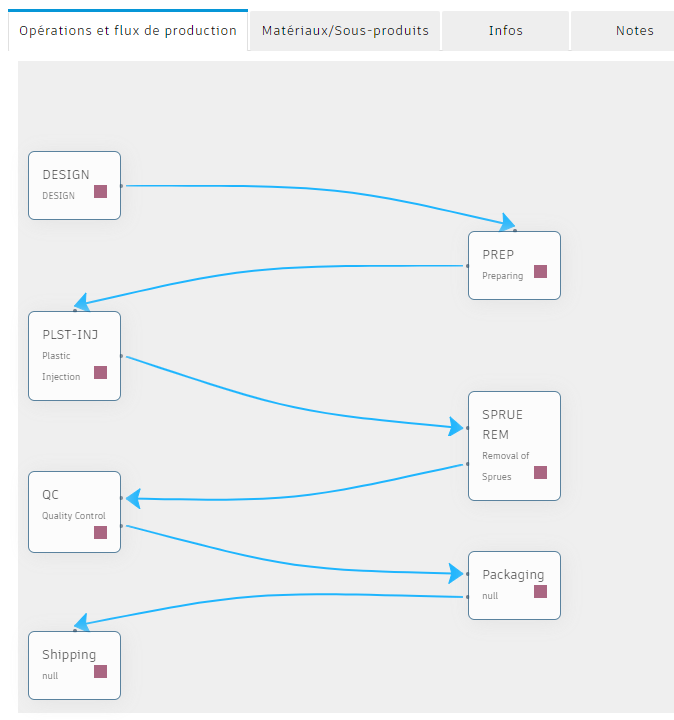 Opérations et flux de production
Matériaux/Sous-produits
Infos
Notes
DESIGN
DESIGN
PREP
Preparing
PLST-INJ
Plastic
Injection
SPRUE
REM
Removal of
Sprues
QC
Quality Control
Packaging
null
Shipping
null